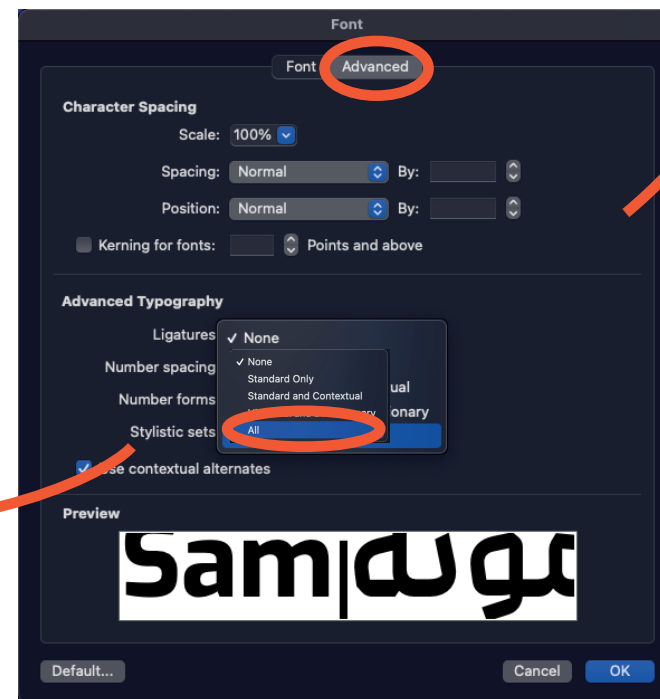 Font
Font Advanced
Character Spacing
Scale: 100%
Spacing: Normal By:
Position: Normal By:
Kerning for fonts: Points and above
Advanced Typography
Ligatures ✓ None
✓ None
Number spacing
Standard Only
ual
Standard and Contextual
Number forms
onary
Stylistic sets
All
contextual alternates
Preview
Sam
Default... Cancel OK